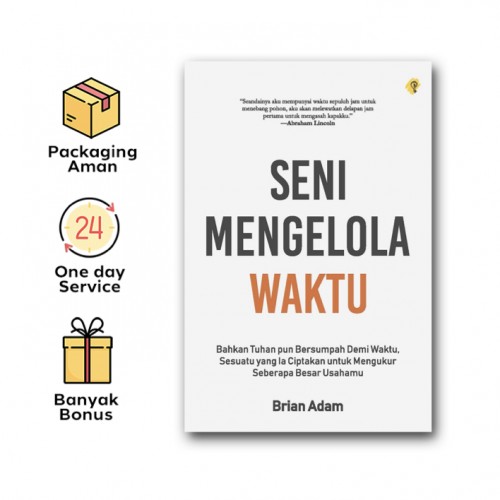 Packaging
Aman
24
One day
Service
Banyak
Bonus
"Seandainya aku mempunyai waktu sepuluh jam untuk
menebang pohon, aku akan melewatkan delapan jam
pertama untuk mengasah kapakku."
—Abraham Lincoln
SENI
MENGELOLA
WAKTU
Bahkan Tuhan pun Bersumpah Demi Waktu,
Sesuatu yang Ia Ciptakan untuk Mengukur
Seberapa Besar Usahamu
Brian Adam